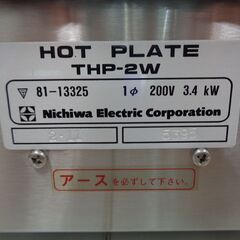 HOT PLATE
THP-2W
81-13325 1φ 200V 3.4 kW
Nichiwa Electric Corporation
アースを必ずして下さい。